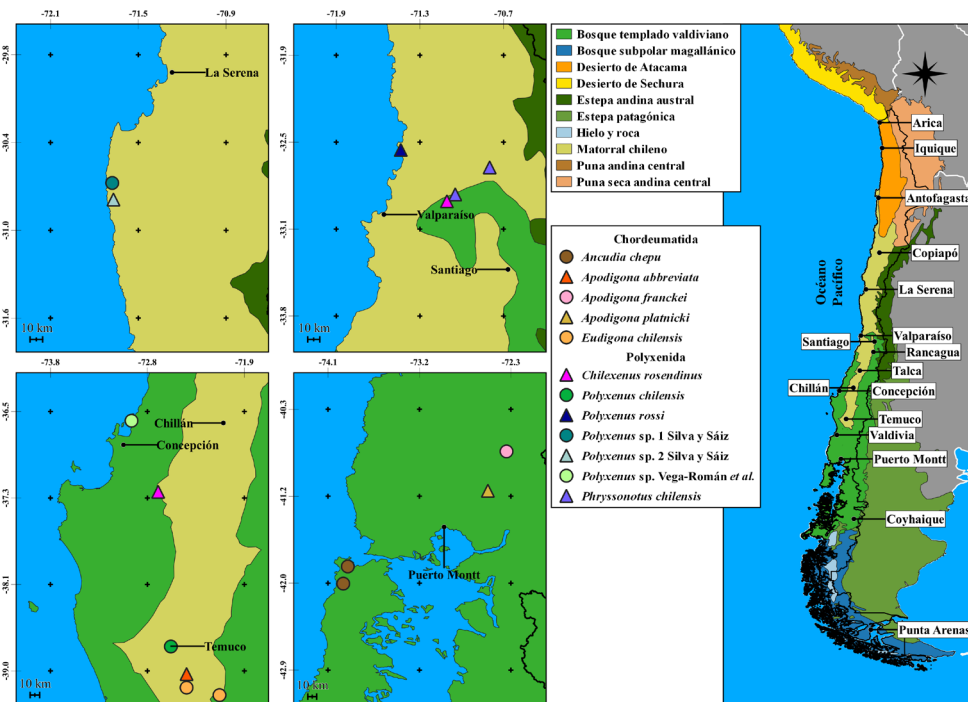 -72.1
-71.5
-70.9
-29.8
-30.4
-31.0
-31.6
La Serena
10 km
-71.9
-71.3
-70.7
-31.9
-32.5
-33.1
-33.8
Valparaíso
Santiago
10 km
Bosque templado valdiviano
Bosque subpolar magallánico
Desierto de Atacama
Desierto de Sechura
Estepa andina austral
Estepa patagónica
Hielo y roca
Matorral chileno
Puna andina central
Puna seca andina central
Chordeumatida
Ancudia chepu
Apodigona abbreviata
Apodigona franckei
Apodigona platnicki
Eudigona chilensis
Polyxenida
Chilexenus rosendinus
Polyxenus chilensis
Polyxenus rossi
Polyxenus sp. 1 Silva y Sáiz
Polyxenus sp. 2 Silva y Sáiz
Polyxenus sp. Vega-Román et al.
Phryssonotus chilensis
-73.8
-72.8
-71.9
-36.5
-37.3
-38.1
-39.0
Chillán
Concepción
Temuco
10 km
-74.1
-73.2
-72.3
-40.3
-41.2
-42.0
-42.9
Puerto Montt
10 km
Océano
Pacífico
Arica
Iquique
Antofagasta
Copiapó
La Serena
Valparaíso
Santiago
Rancagua
Talca
Chillán
Concepción
Temuco
Valdivia
Puerto Montt
Coyhaique
Punta Arenas